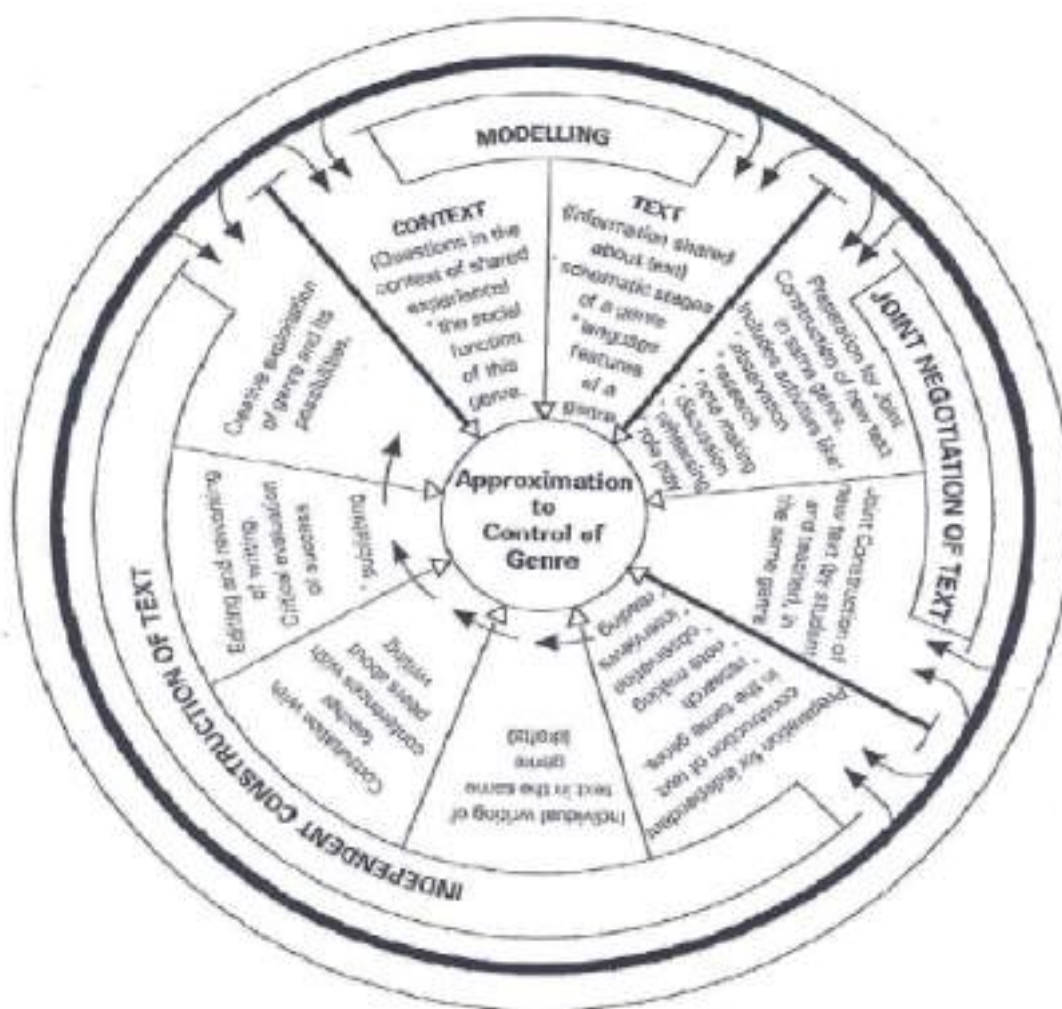 MODELLING
CONTEXT
(Questions in the
context of shared
experience)
* the social
function
of this
genre.
TEXT
(Information shared
about text)
* schematic stages
of a genre
* language
features
of a
genre.
JOINT NEGOTIATION OF TEXT
Preparation for Joint
Construction of new text
in same genre.
Includes activities like:
* observation
* research
* note making
* discussion
* rehearsing
role play
Joint Construction of
new text (by student
and teacher), in
the same genre
INDEPENDENT CONSTRUCTION OF TEXT
Preparation for independent
construction of text
in the same genre.
* research
* note making
* observation
* interviews
* reading
Individual writing of
text in the same
genre
(drafts)
Consultation with
teacher
conferences with
peers about
writing
Editing and revising
of writing.
Critical evaluation
of success
* publishing
Creative exploration
of genre and its
possibilities.
Approximation
to
Control of
Genre